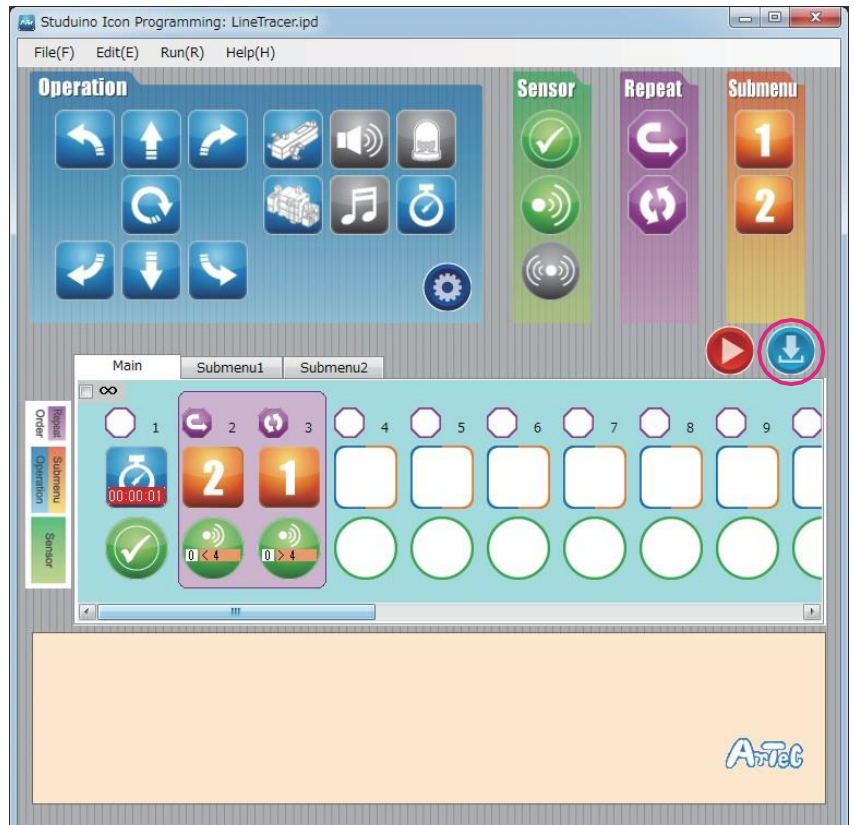 Studuino Icon Programming: LineTracer.ipd
File(F) Edit(E) Run(R) Help(H)
Operation
Sensor
Repeat
Submenu
1
2
Main Submenu1 Submenu2
∞
Repeat
Order
1 2 3 4 5 6 7 8 9
Submenu
Operation
00:00:01 2 1
Sensor
0 < 4 0 > 4
ArTeC